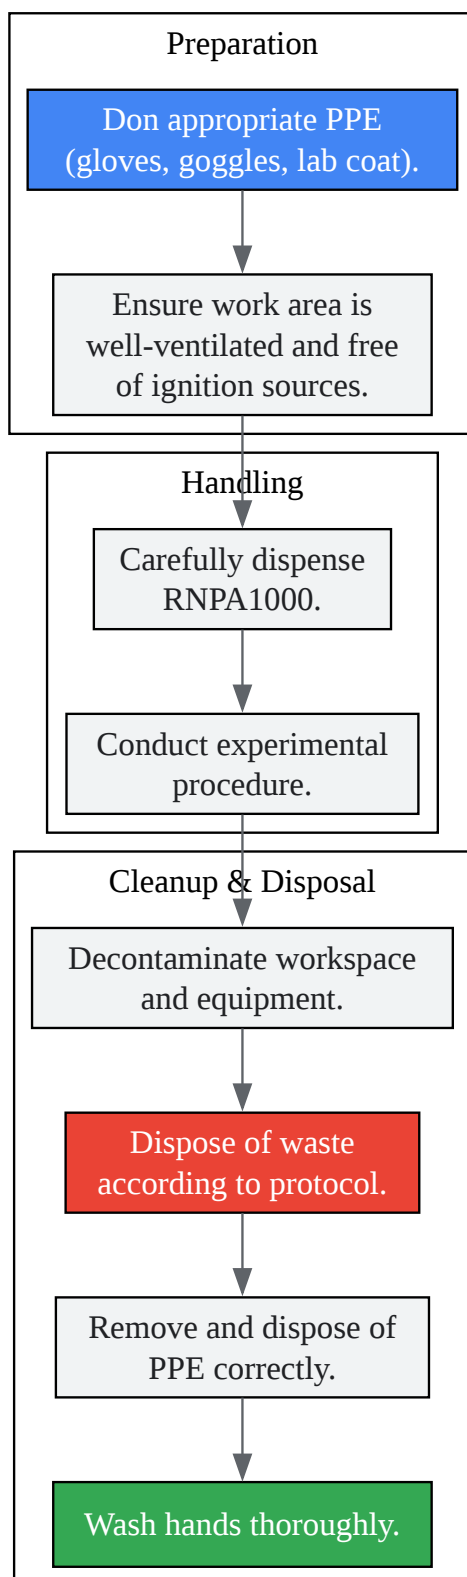 Preparation
Don appropriate PPE
(gloves, goggles, lab coat).
Ensure work area is
well-ventilated and free
of ignition sources.
Handling
Carefully dispense
RNPA1000.
Conduct experimental
procedure.
Cleanup & Disposal
Decontaminate workspace
and equipment.
Dispose of waste
according to protocol.
Remove and dispose of
PPE correctly.
Wash hands thoroughly.